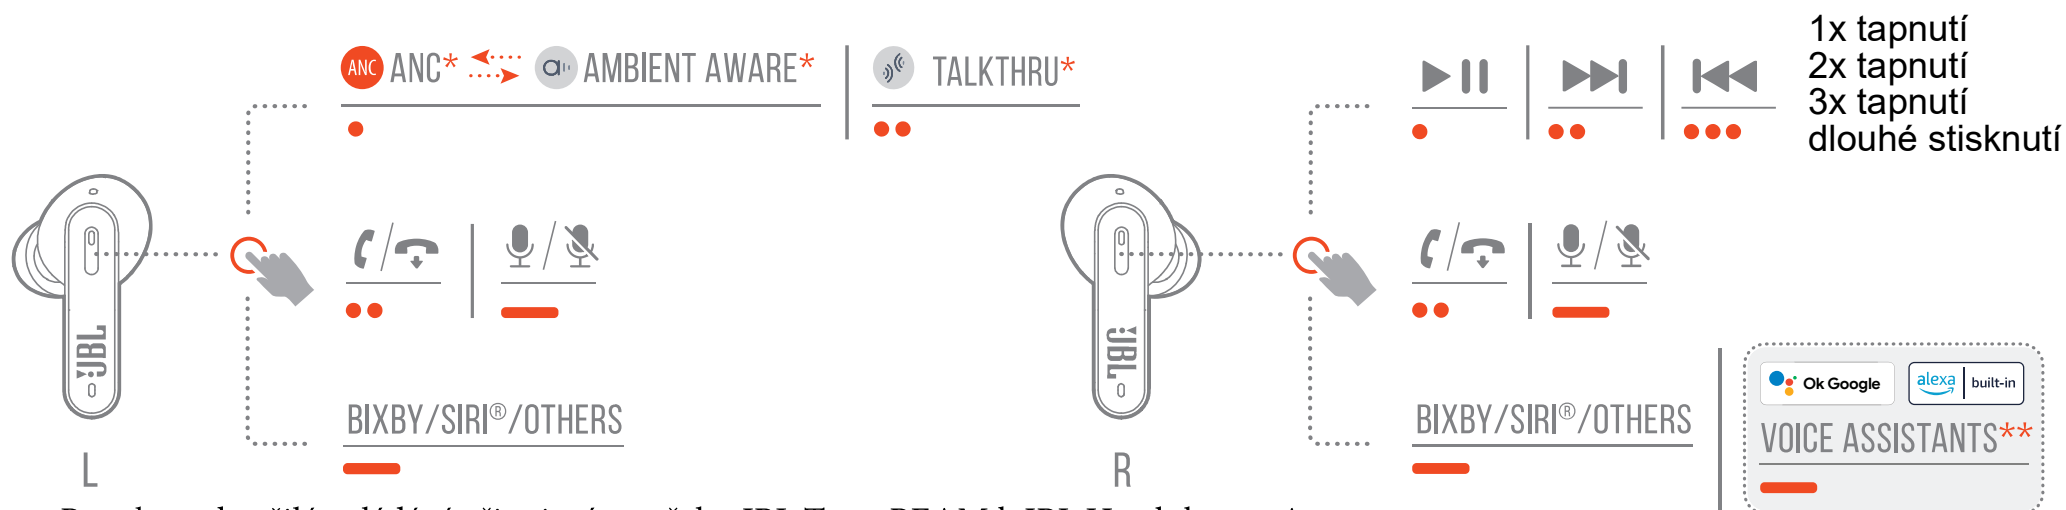 ANC ANC* AMBIENT AWARE*
TALKTHRU*
JBL
L
BIXBY/SIRI®/OTHERS
1x tapnutí
2x tapnutí
3x tapnutí
dlouhé stisknutí
JBL
R
BIXBY/SIRI®/OTHERS
Ok Google
alexa built-in
VOICE ASSISTANTS**